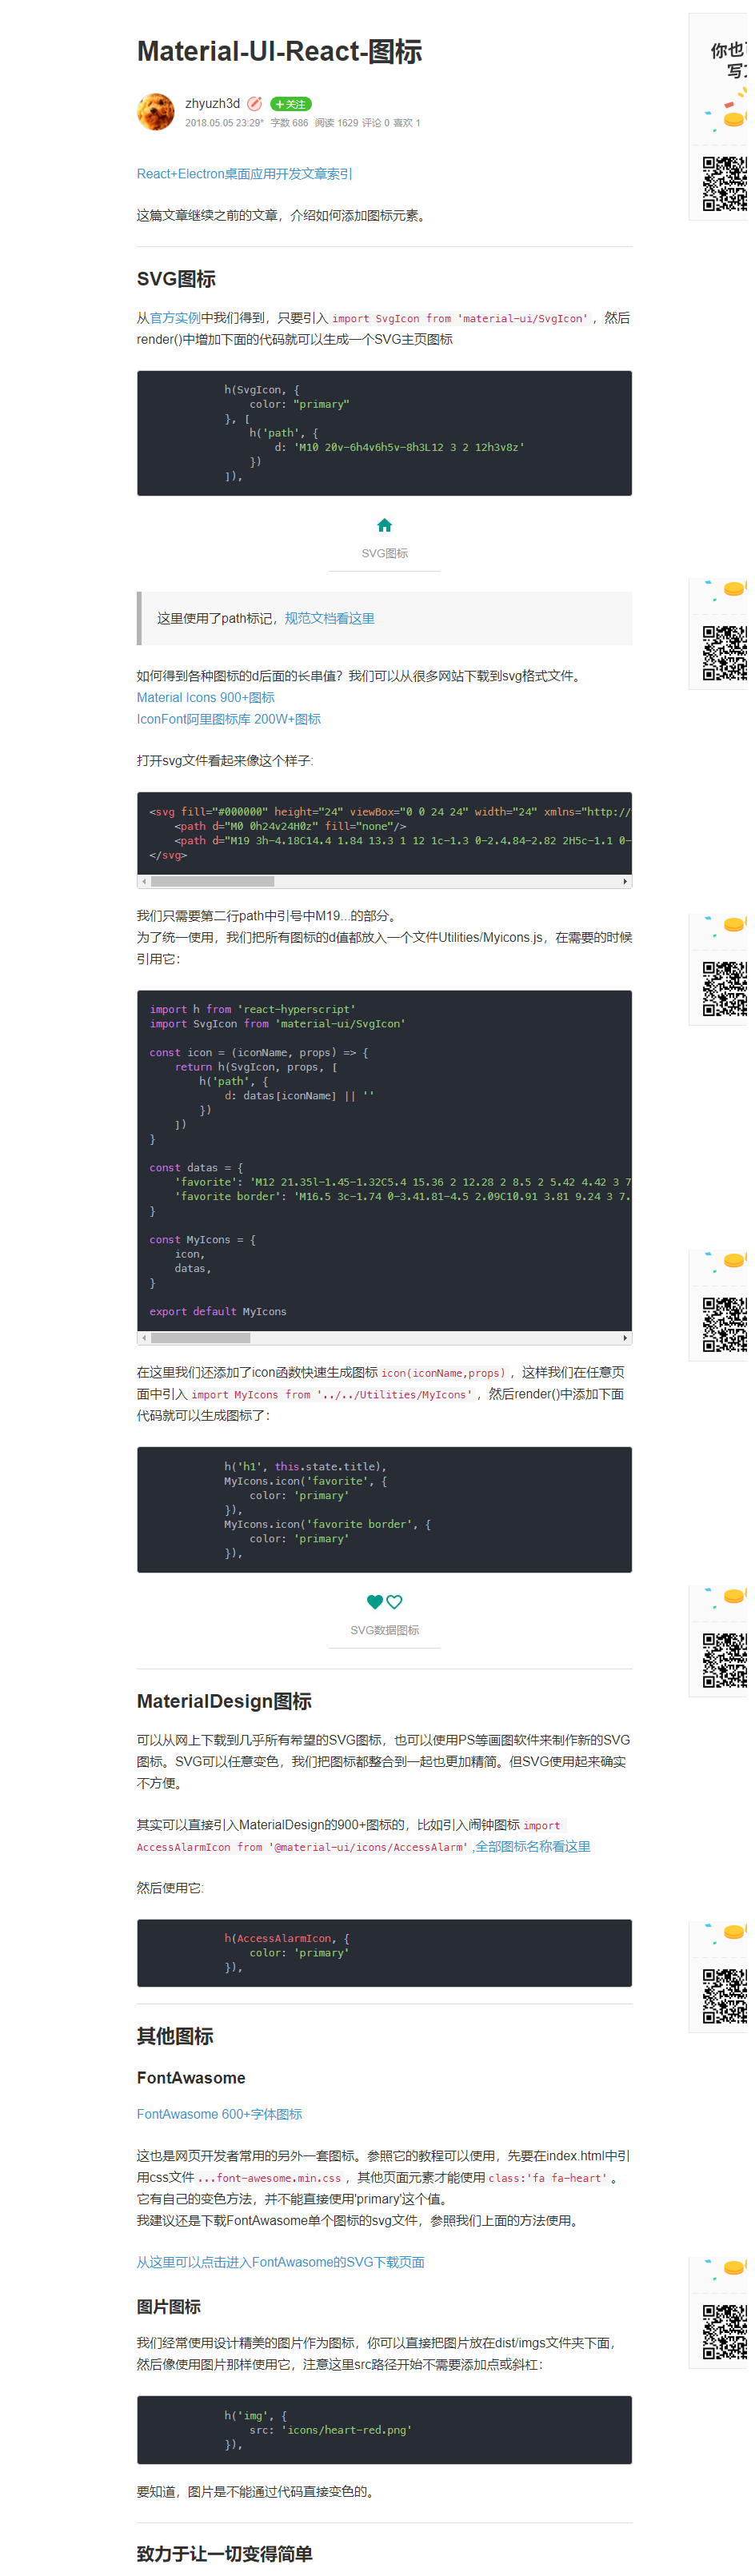 Material-UI-React-图标
你也
写
zhyuzh3d
+关注
2018.05.05 23:29* 字数 686 阅读 1629 评论 0 喜欢 1
React+Electron桌面应用开发文章索引
这篇文章继续之前的文章，介绍如何添加图标元素。
SVG图标
从官方实例中我们得到，只要引入 import SvgIcon from 'material-ui/SvgIcon' ，然后
render()中增加下面的代码就可以生成一个SVG主页图标
h(SvgIcon, {
color: "primary"
}, [
h('path', {
d: 'M10 20v-6h4v6h5v-8h3L12 3 2 12h3v8z'
})
]),
SVG图标
这里使用了path标记，规范文档看这里
如何得到各种图标的d后面的长串值？我们可以从很多网站下载到svg格式文件。
Material Icons 900+图标
IconFont阿里图标库 200W+图标
打开svg文件看起来像这个样子:
<svg fill="#000000" height="24" viewBox="0 0 24 24" width="24" xmlns="http:/
<path d="M0 0h24v24H0z" fill="none"/>
<path d="M19 3h-4.18C14.4 1.84 13.3 1 12 1c-1.3 0-2.4.84-2.82 2H5c-1.1 0-
</svg>
我们只需要第二行path中引号中M19...的部分。
为了统一使用，我们把所有图标的d值都放入一个文件Utilities/Myicons.js，在需要的时候
引用它：
import h from 'react-hyperscript'
import SvgIcon from 'material-ui/SvgIcon'
const icon = (iconName, props) => {
return h(SvgIcon, props, [
h('path', {
d: datas[iconName] || ''
})
])
}
const datas = {
'favorite': 'M12 21.35l-1.45-1.32C5.4 15.36 2 12.28 2 8.5 2 5.42 4.42 3 7
'favorite border': 'M16.5 3c-1.74 0-3.41.81-4.5 2.09C10.91 3.81 9.24 3 7.
}
const MyIcons = {
icon,
datas,
}
export default MyIcons
在这里我们还添加了icon函数快速生成图标 icon(iconName,props) ，这样我们在任意页
面中引入 import MyIcons from '../../Utilities/MyIcons' ，然后render()中添加下面
代码就可以生成图标了：
h('h1', this.state.title),
MyIcons.icon('favorite', {
color: 'primary'
}),
MyIcons.icon('favorite border', {
color: 'primary'
}),
SVG数据图标
MaterialDesign图标
可以从网上下载到几乎所有希望的SVG图标，也可以使用PS等画图软件来制作新的SVG
图标。SVG可以任意变色，我们把图标都整合到一起也更加精简。但SVG使用起来确实
不方便。
其实可以直接引入MaterialDesign的900+图标的，比如引入闹钟图标 import
AccessAlarmIcon from '@material-ui/icons/AccessAlarm' ,全部图标名称看这里
然后使用它:
h(AccessAlarmIcon, {
color: 'primary'
}),
其他图标
FontAwasome
FontAwasome 600+字体图标
这也是网页开发者常用的另外一套图标。参照它的教程可以使用，先要在index.html中引
用css文件 ...font-awesome.min.css ，其他页面元素才能使用 class:'fa fa-heart' 。
它有自己的变色方法，并不能直接使用'primary'这个值。
我建议还是下载FontAwasome单个图标的svg文件，参照我们上面的方法使用。
从这里可以点击进入FontAwasome的SVG下载页面
图片图标
我们经常使用设计精美的图片作为图标，你可以直接把图片放在dist/imgs文件夹下面，
然后像使用图片那样使用它，注意这里src路径开始不需要添加点或斜杠：
h('img', {
src: 'icons/heart-red.png'
}),
要知道，图片是不能通过代码直接变色的。
致力于让一切变得简单